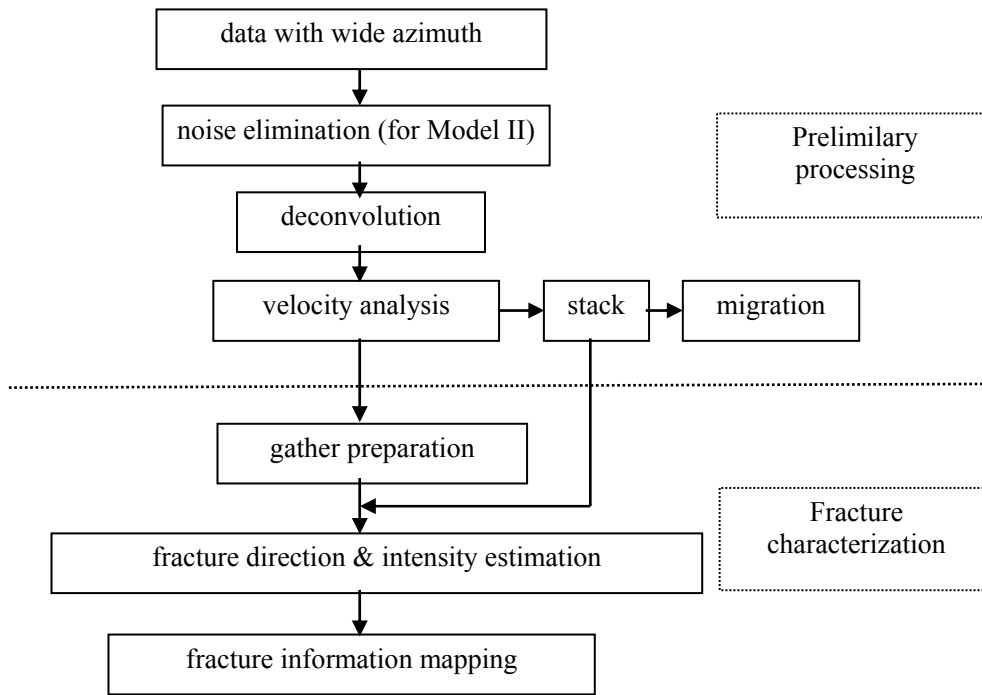 data with wide azimuth
noise elimination (for Model II)
Prelimilary
processing
deconvolution
velocity analysis
stack
migration
gather preparation
Fracture
characterization
fracture direction & intensity estimation
fracture information mapping